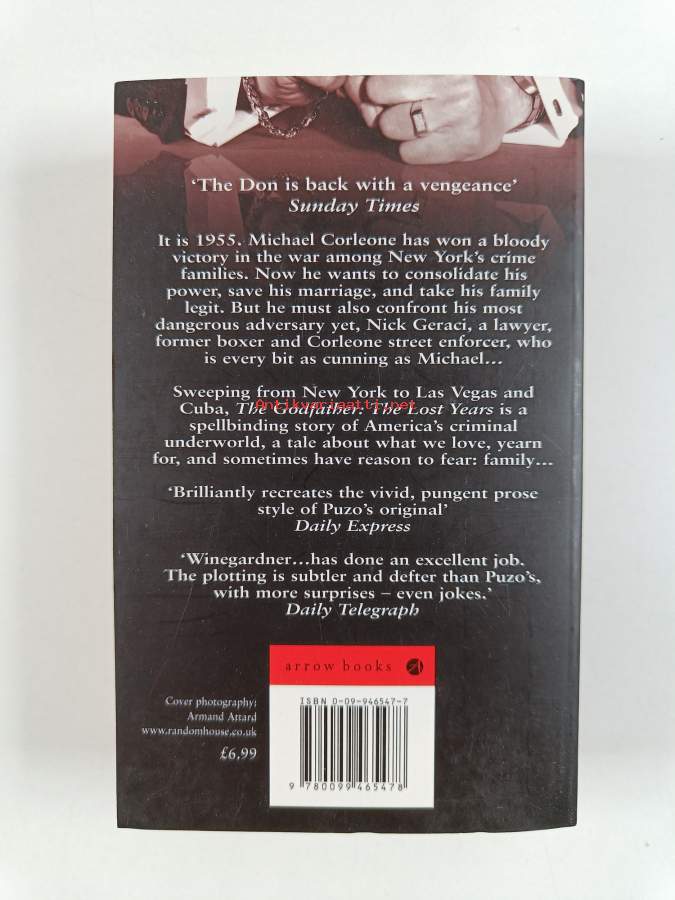 ‘The Don is back with a vengeance’
Sunday Times
It is 1955. Michael Corleone has won a bloody
victory in the war among New York’s crime
families. Now he wants to consolidate his
power, save his marriage, and take his family
legit. But he must also confront his most
dangerous adversary yet, Nick Geraci, a lawyer,
former boxer and Corleone street enforcer, who
is every bit as cunning as Michael...
Sweeping from New York to Las Vegas and
Cuba, The Godfather: The Lost Years is a
Antikvariaatti.net
spellbinding story of America’s criminal
underworld, a tale about what we love, yearn
for, and sometimes have reason to fear: family...
‘Brilliantly recreates the vivid, pungent prose
style of Puzo’s original’
Daily Express
‘Winegardner...has done an excellent job.
The plotting is subtler and defter than Puzo’s,
with more surprises – even jokes.’
Daily Telegraph
arrow books
Cover photography:
Armand Attard
www.randomhouse.co.uk
£6.99
ISBN 0-09-946547-7
9 780099 465478